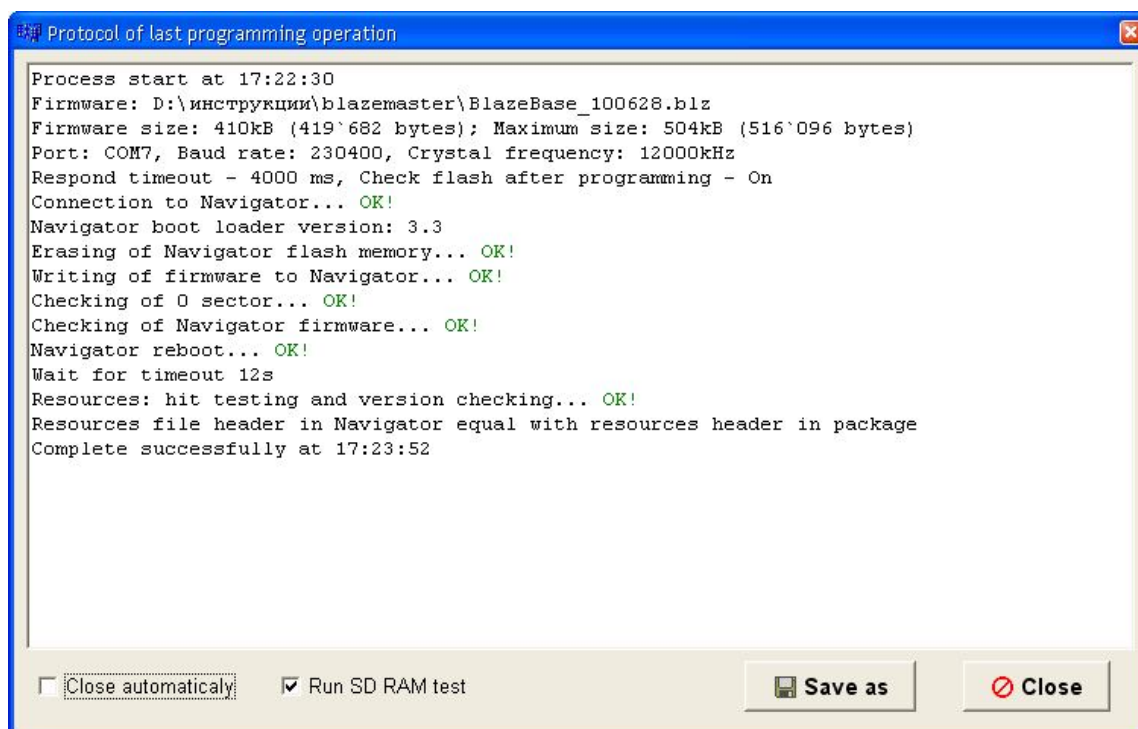 Protocol of last programming operation
Process start at 17:22:30
Firmware: D:\инструкции\blazemaster\BlazeBase_100628.blz
Firmware size: 410kB (419`682 bytes); Maximum size: 504kB (516`096 bytes)
Port: COM7, Baud rate: 230400, Crystal frequency: 12000kHz
Respond timeout - 4000 ms, Check flash after programming - On
Connection to Navigator... OK!
Navigator boot loader version: 3.3
Erasing of Navigator flash memory... OK!
Writing of firmware to Navigator... OK!
Checking of 0 sector... OK!
Checking of Navigator firmware... OK!
Navigator reboot... OK!
Wait for timeout 12s
Resources: hit testing and version checking... OK!
Resources file header in Navigator equal with resources header in package
Complete successfully at 17:23:52
Close automaticaly Run SD RAM test Save as Close